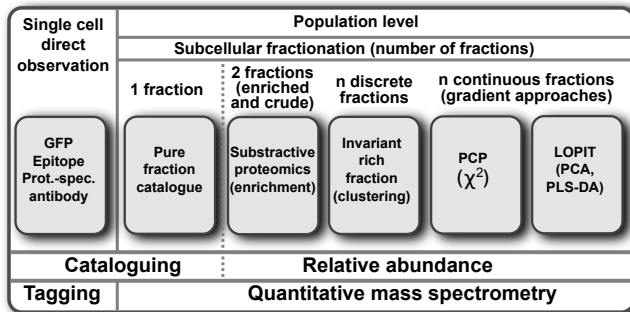 Single cell
direct
observation
Population level
Subcellular fractionation (number of fractions)
1 fraction
2 fractions
(enriched
and crude)
n discrete
fractions
n continuous fractions
(gradient approaches)
GFP
Epitope
Prot.-spec.
antibody
Pure
fraction
catalogue
Substractive
proteomics
(enrichment)
Invariant
rich
fraction
(clustering)
PCP
(χ²)
LOPIT
(PCA,
PLS-DA)
Cataloguing
Relative abundance
Tagging
Quantitative mass spectrometry